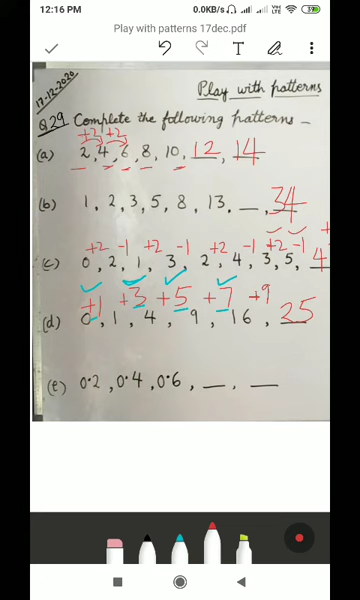 12:16 PM 0.0KB/s 39
Play with patterns 17dec.pdf
17-12-2020
Play with patterns
Q29 Complete the following patterns -
+2 +2
(a) 2, 4, 6, 8, 10, 12, 14
(b) 1, 2, 3, 5, 8, 13, __, 34
+2 -1 +2 -1 +2 -1 +2 -1 +
(c) 0, 2, 1, 3, 2, 4, 3, 5, 4
+1 +3 +5 +7 +9
(d) 0, 1, 4, 9, 16, 25
(e) 0.2, 0.4, 0.6, __, __